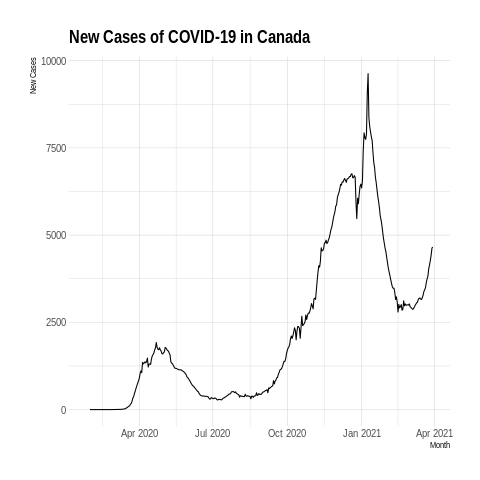 New Cases of COVID-19 in Canada
New Cases
10000
7500
5000
2500
0
Apr 2020
Jul 2020
Oct 2020
Jan 2021
Apr 2021
Month